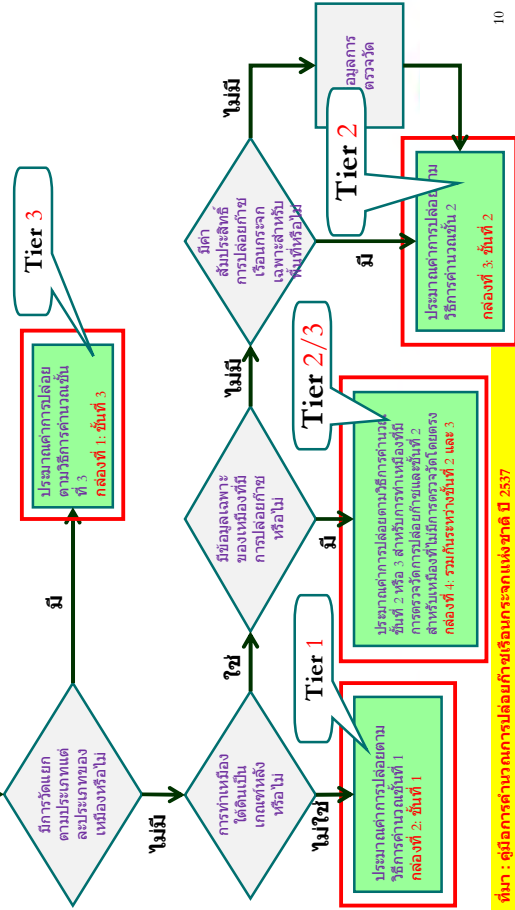 มีการวัดแยก
ตามประเภทแต่
ละประเภทของ
เหมืองหรือไม่
มี
ประมาณค่าการปล่อย
ตามวิธีการคำนวณขั้น
ที่ 3
กล่องที่ 1: ขั้นที่ 3
Tier 3
ไม่มี
การทำเหมือง
ใต้ดินเป็น
เกณฑ์หลัง
หรือไม่
ใช่
มีข้อมูลเฉพาะ
ของเหมืองที่มี
การปล่อยก๊าซ
หรือไม่
ไม่มี
มีค่า
สัมประสิทธิ์
การปล่อยก๊าซ
เรือนกระจก
เฉพาะสำหรับ
พื้นที่หรือไม่
ไม่มี
อมูลการ
ตรวจวัด
ไม่ใช่
Tier 1
ประมาณค่าการปล่อยตาม
วิธีการคำนวณขั้นที่ 1
กล่องที่ 2: ขั้นที่ 1
มี
Tier 2/3
ประมาณค่าการปล่อยตามวิธีการคำนวณ
ขั้นที่ 2 หรือ 3 สำหรับการทำเหมืองที่มี
การตรวจวัดการปล่อยก๊าซและขั้นที่ 2
สำหรับเหมืองที่ไม่มีการตรวจวัดโดยตรง
กล่องที่ 4: รวมกันระหว่างขั้นที่ 2 และ 3
มี
Tier 2
ประมาณค่าการปล่อยตาม
วิธีการคำนวณขั้น 2
กล่องที่ 3: ขั้นที่ 2
ที่มา : คู่มือการคำนวณการปล่อยก๊าซเรือนกระจกแห่งชาติ ปี 2537
10